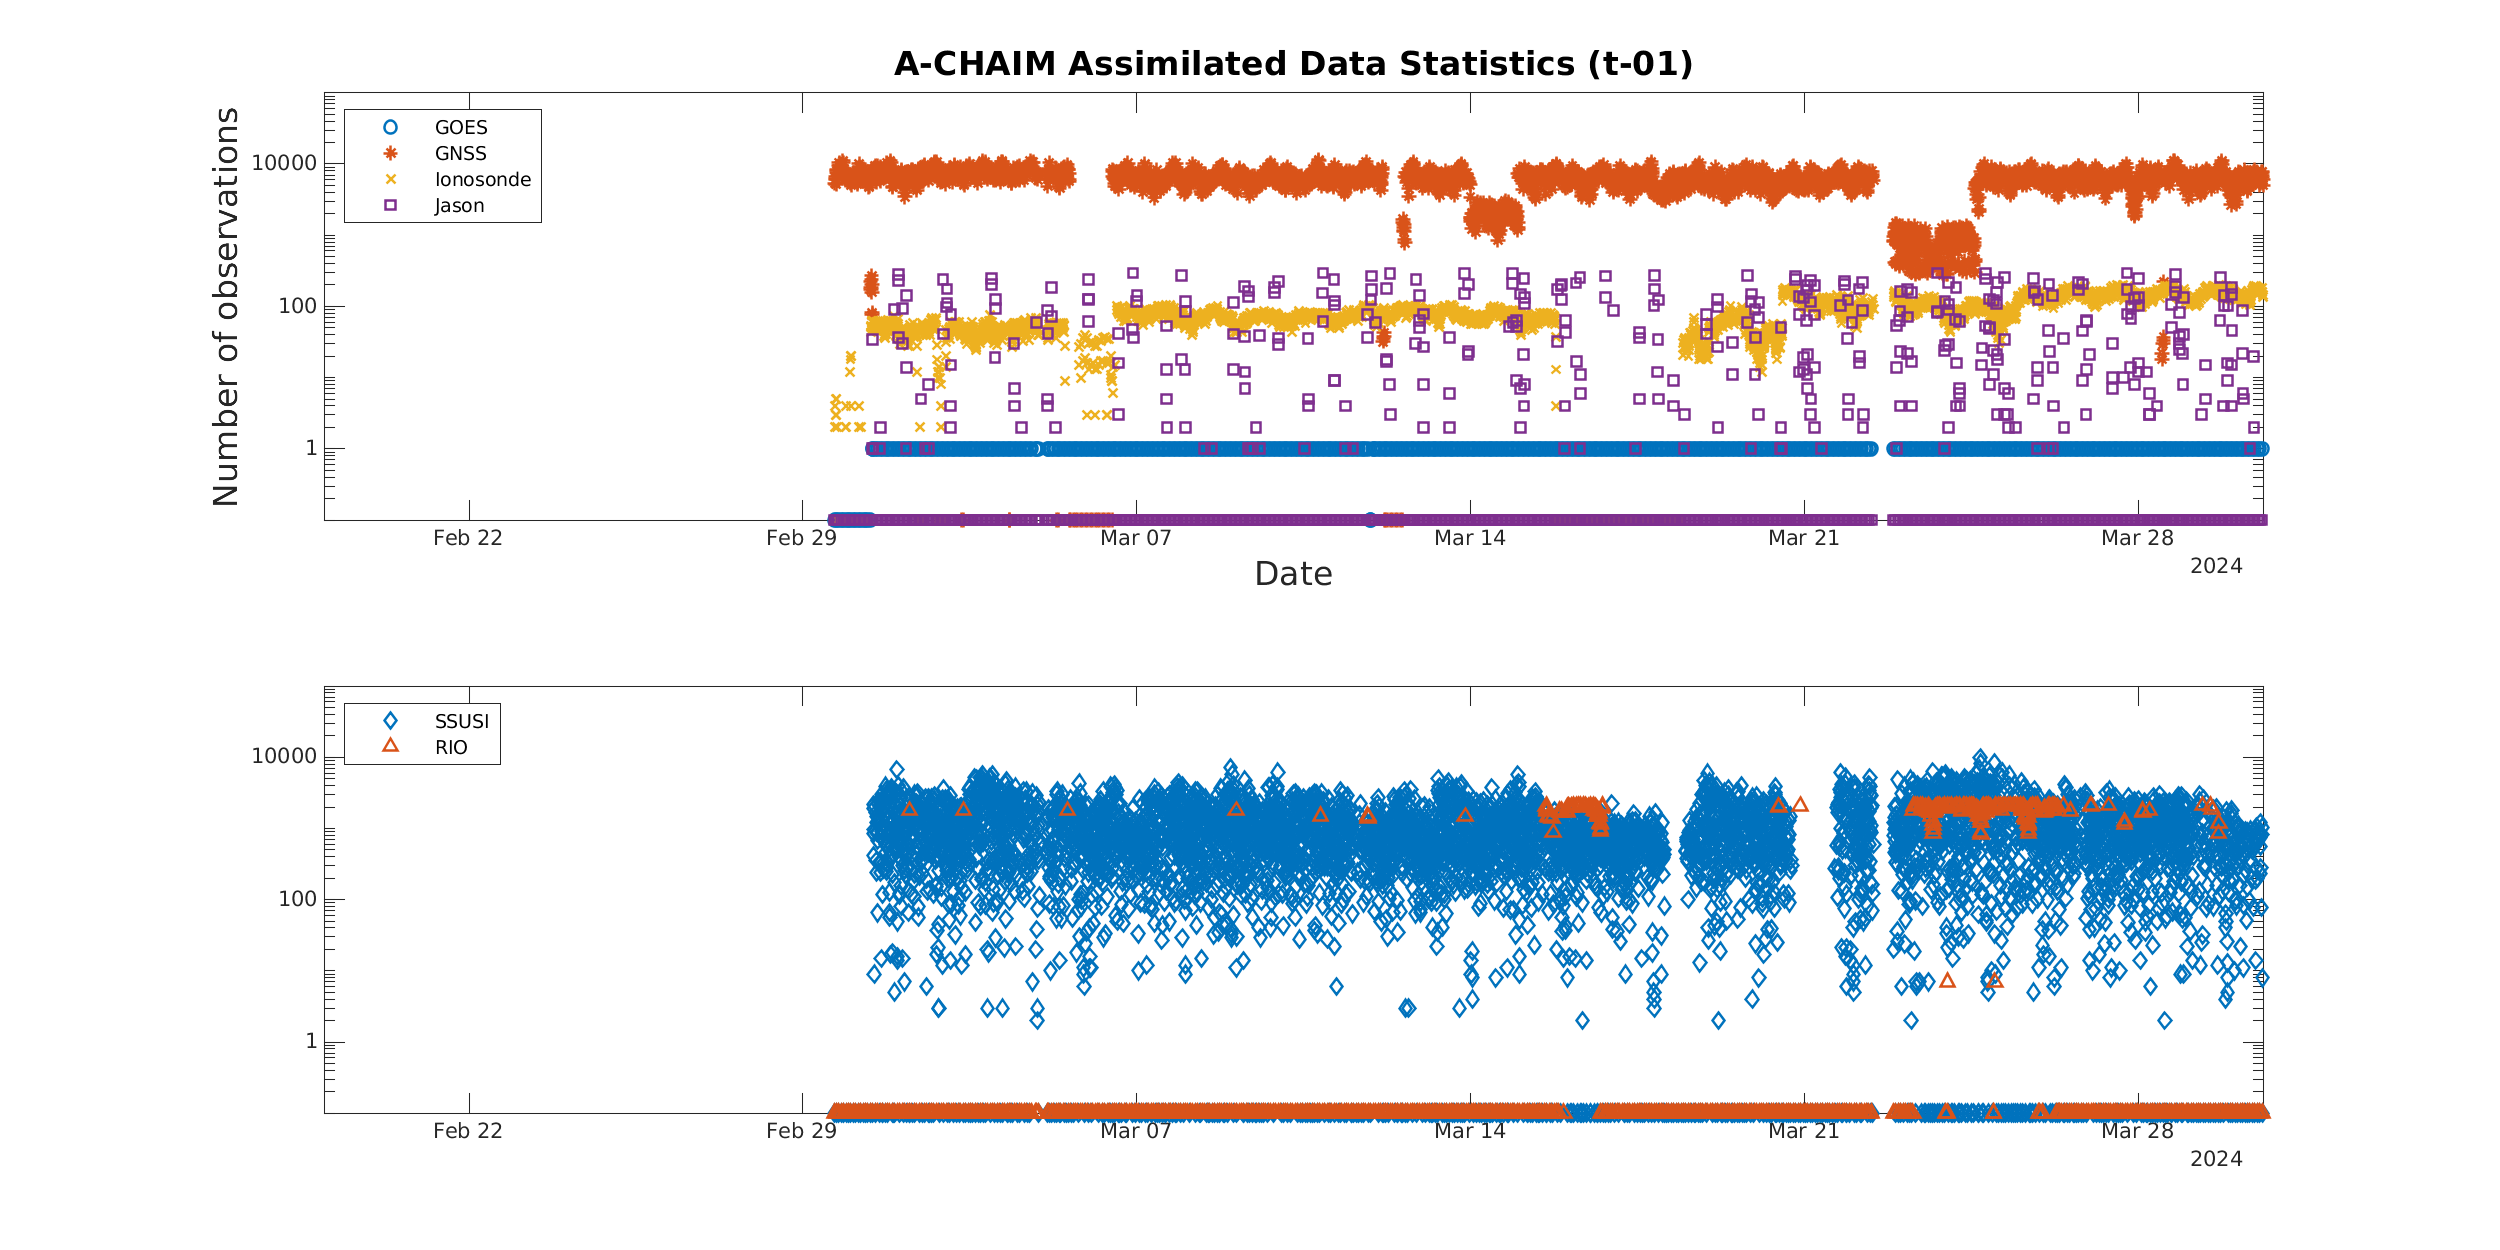 A-CHAIM Assimilated Data Statistics (t-01)
Number of observations
10000
100
1
GOES
GNSS
Ionosonde
Jason
Feb 22
Feb 29
Mar 07
Mar 14
Mar 21
Mar 28
2024
Date
10000
100
1
SSUSI
RIO
Feb 22
Feb 29
Mar 07
Mar 14
Mar 21
Mar 28
2024